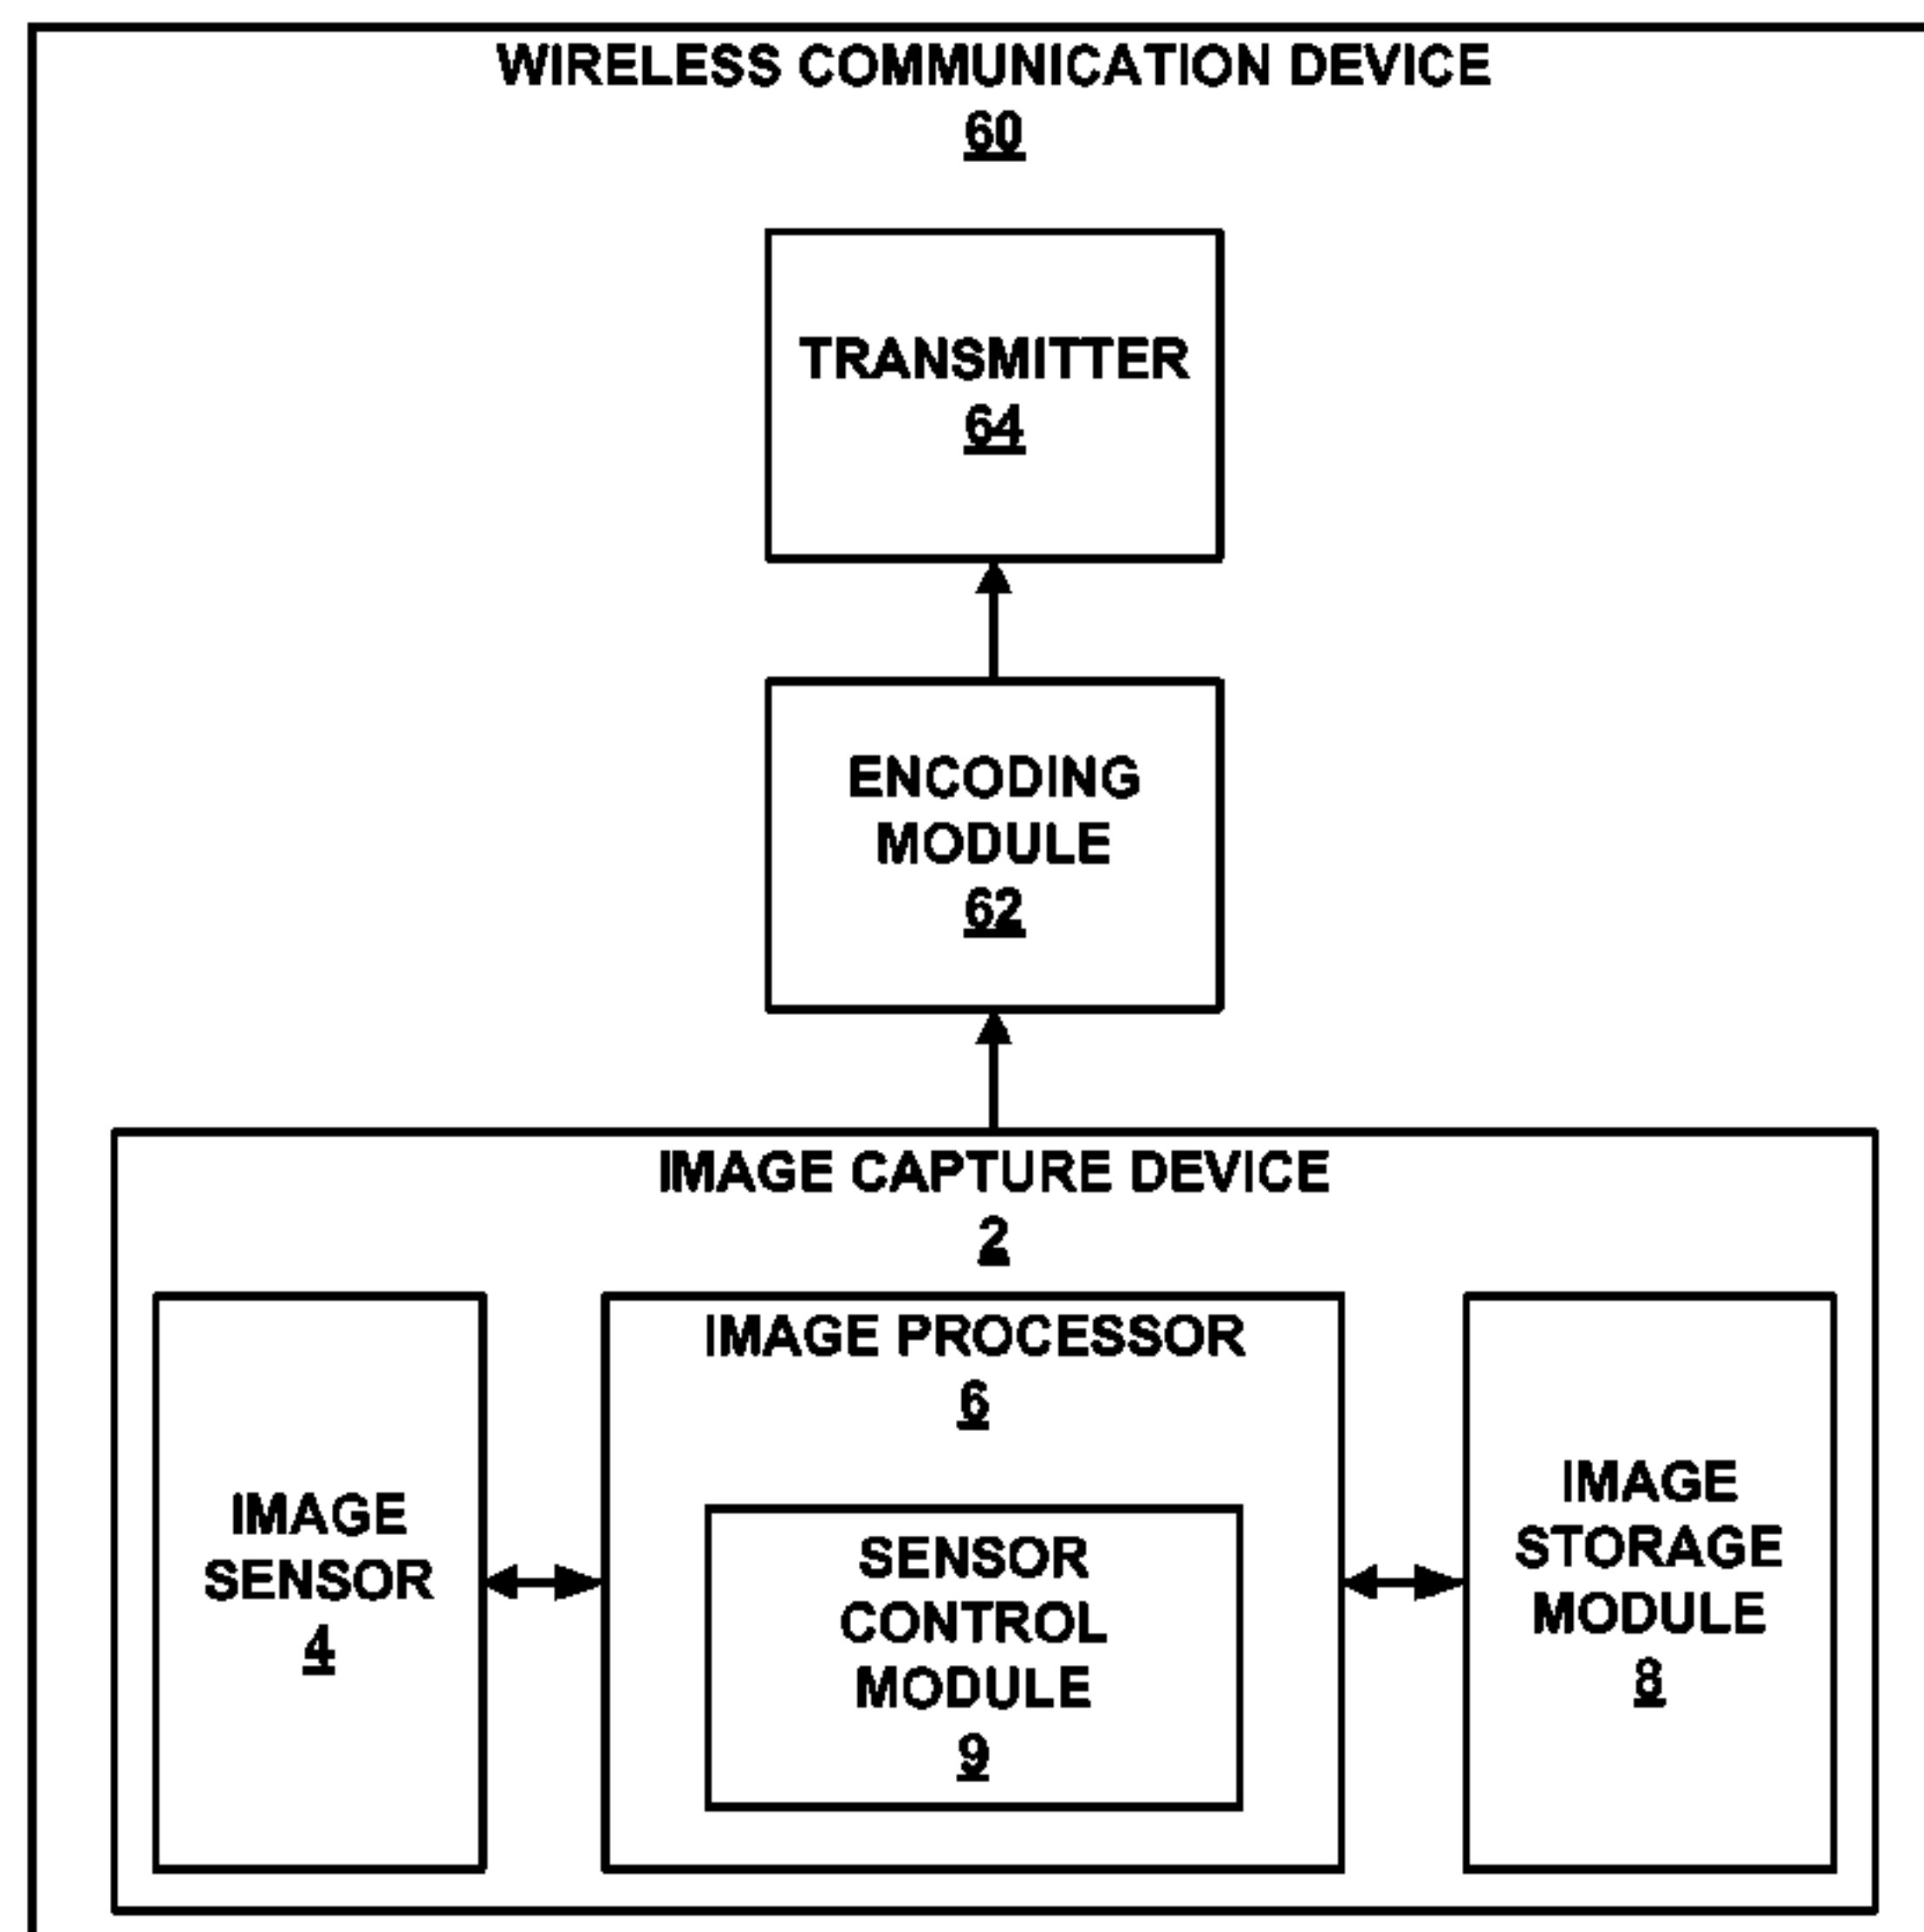 WIRELESS COMMUNICATION DEVICE
60
TRANSMITTER
64
ENCODING
MODULE
62
IMAGE CAPTURE DEVICE
2
IMAGE
SENSOR
4
IMAGE PROCESSOR
6
SENSOR
CONTROL
MODULE
9
IMAGE
STORAGE
MODULE
8